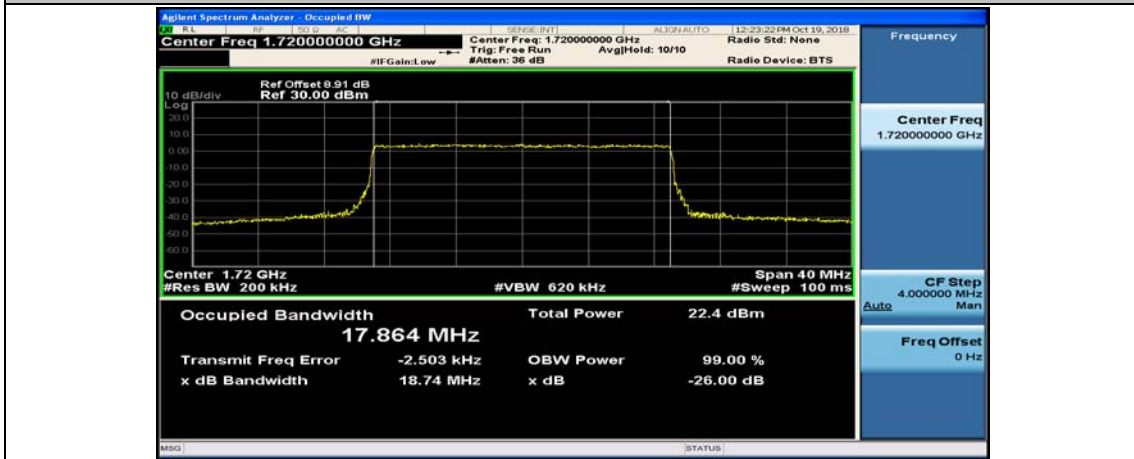 Agilent Spectrum Analyzer - Occupied BW
RL RF 50 Ω AC SENSE:INT ALIGN AUTO 12:23:22 PM Oct 19, 2018
Center Freq 1.720000000 GHz
Center Freq: 1.720000000 GHz
Radio Std: None
Trig: Free Run Avg|Hold: 10/10
#IFGain:Low #Atten: 36 dB Radio Device: BTS
Ref Offset 8.91 dB
10 dB/div Ref 30.00 dBm
Log
20.0
10.0
0.00
-10.0
-20.0
-30.0
-40.0
-50.0
-60.0
Center 1.72 GHz Span 40 MHz
#Res BW 200 kHz #VBW 620 kHz #Sweep 100 ms
Occupied Bandwidth Total Power 22.4 dBm
17.864 MHz
Transmit Freq Error -2.503 kHz OBW Power 99.00 %
x dB Bandwidth 18.74 MHz x dB -26.00 dB
MSG STATUS
Frequency
Center Freq
1.720000000 GHz
CF Step
4.000000 MHz
Auto Man
Freq Offset
0 Hz